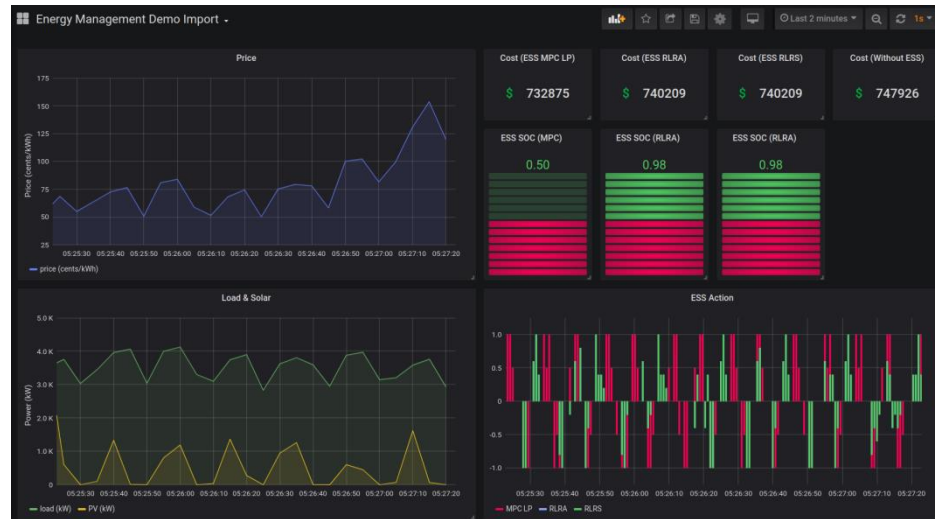 Energy Management Demo Import
Last 2 minutes
1s
Price
175
150
125
100
75
50
25
Price (cents/kWh)
05:25:30 05:25:40 05:25:50 05:26:00 05:26:10 05:26:20 05:26:30 05:26:40 05:26:50 05:27:00 05:27:10 05:27:20
price (cents/kWh)
Cost (ESS MPC LP)
$ 732875
Cost (ESS RLRA)
$ 740209
Cost (ESS RLRS)
$ 740209
Cost (Without ESS)
$ 747926
ESS SOC (MPC)
0.50
ESS SOC (RLRA)
0.98
ESS SOC (RLRA)
0.98
Load & Solar
5.0 K
4.0 K
3.0 K
2.0 K
1.0 K
0
Power (kW)
05:25:30 05:25:40 05:25:50 05:26:00 05:26:10 05:26:20 05:26:30 05:26:40 05:26:50 05:27:00 05:27:10 05:27:20
load (kW) PV (kW)
ESS Action
1.0
0.5
0
-0.5
-1.0
05:25:30 05:25:40 05:25:50 05:26:00 05:26:10 05:26:20 05:26:30 05:26:40 05:26:50 05:27:00 05:27:10 05:27:20
MPC LP RLRA RLRS